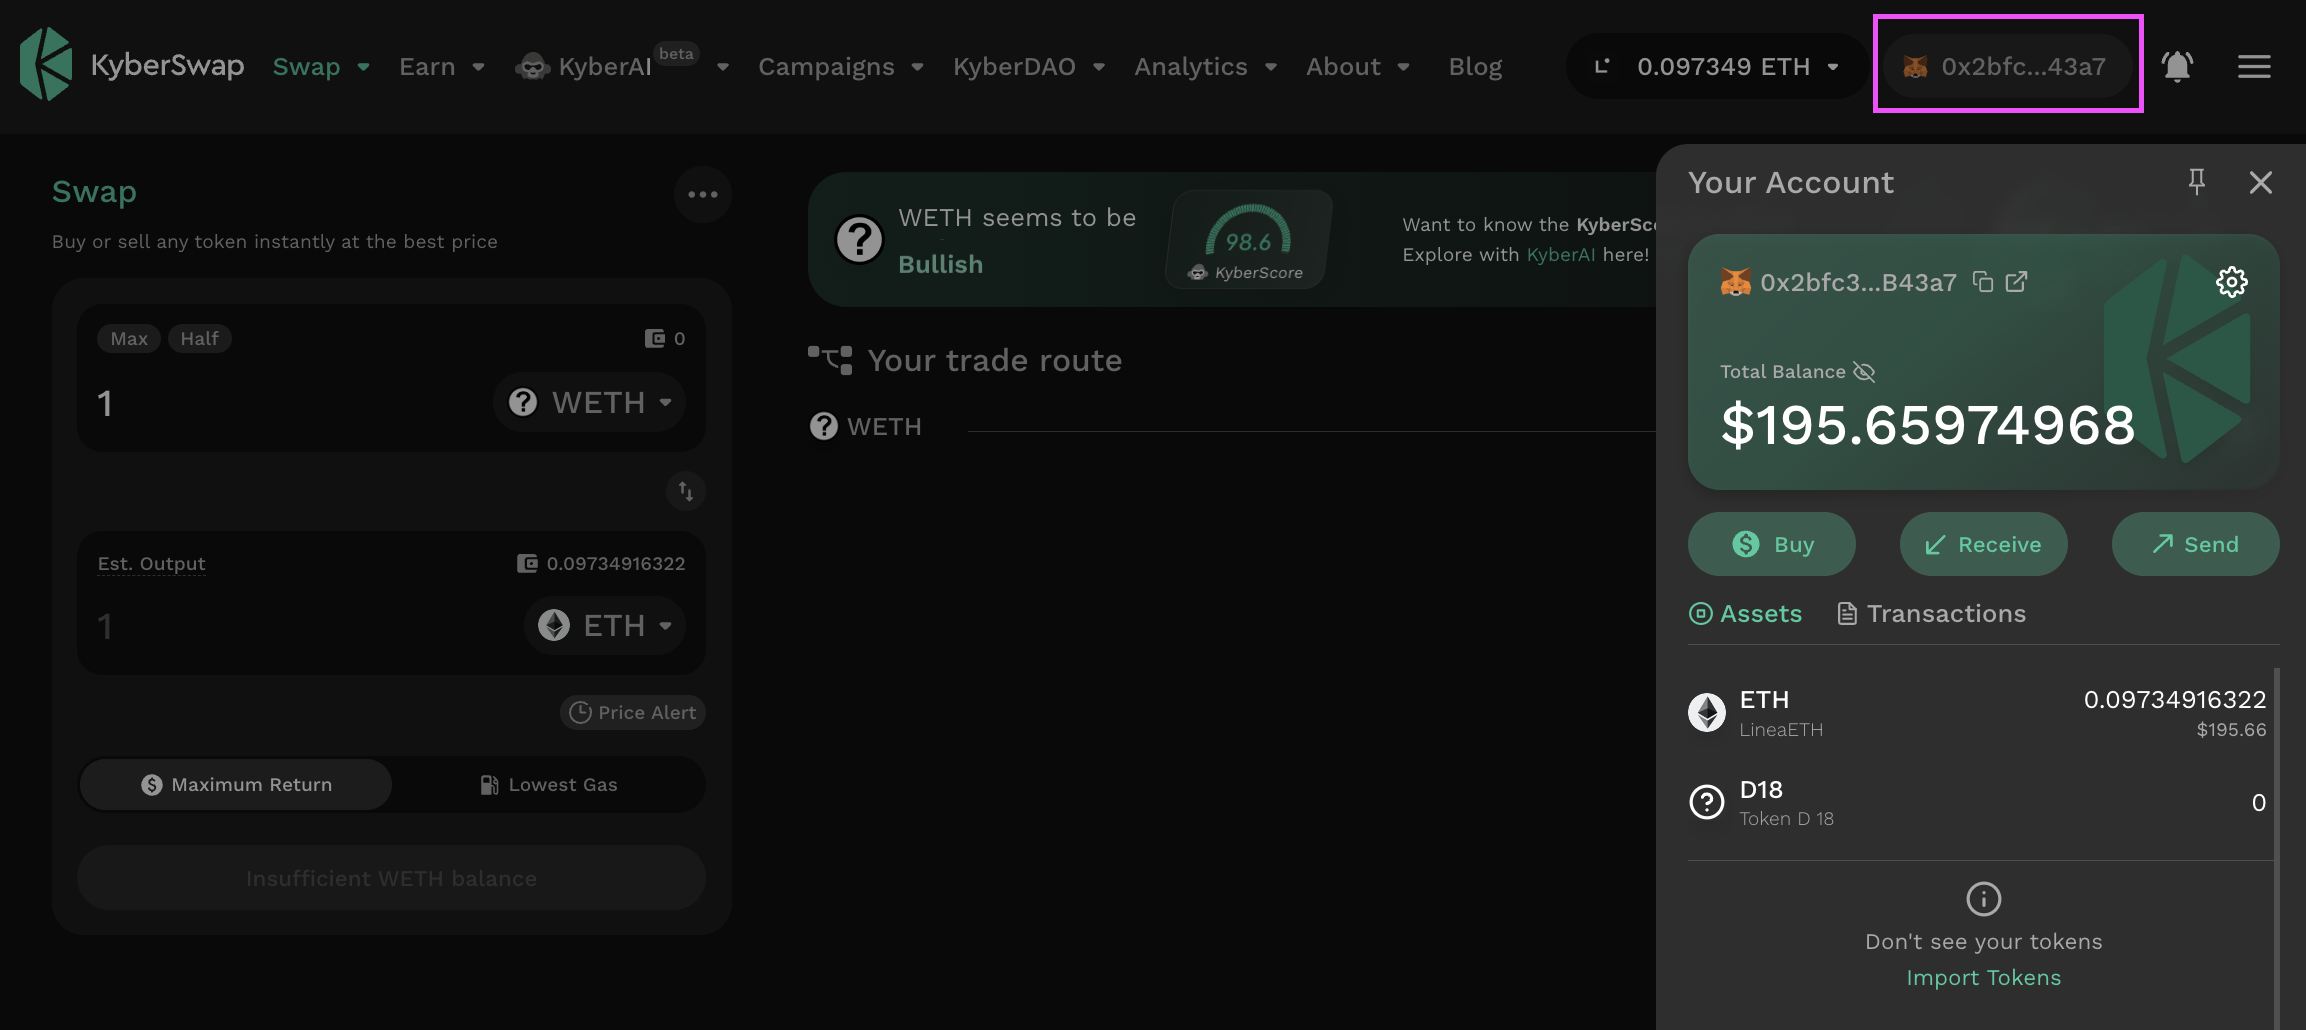 KyberSwap Swap Earn KyberAI beta Campaigns KyberDAO Analytics About Blog 0.097349 ETH 0x2bfc...43a7
Swap
Buy or sell any token instantly at the best price
Max Half 0
1 WETH
Est. Output 0.09734916322
1 ETH
Price Alert
Maximum Return Lowest Gas
Insufficient WETH balance
WETH seems to be
Bullish
98.6
KyberScore
Want to know the KyberSc
Explore with KyberAI here!
Your trade route
WETH
Your Account
0x2bfc3...B43a7
Total Balance
$195.65974968
Buy Receive Send
Assets Transactions
ETH 0.09734916322
LineaETH $195.66
D18 0
Token D 18
Don't see your tokens
Import Tokens